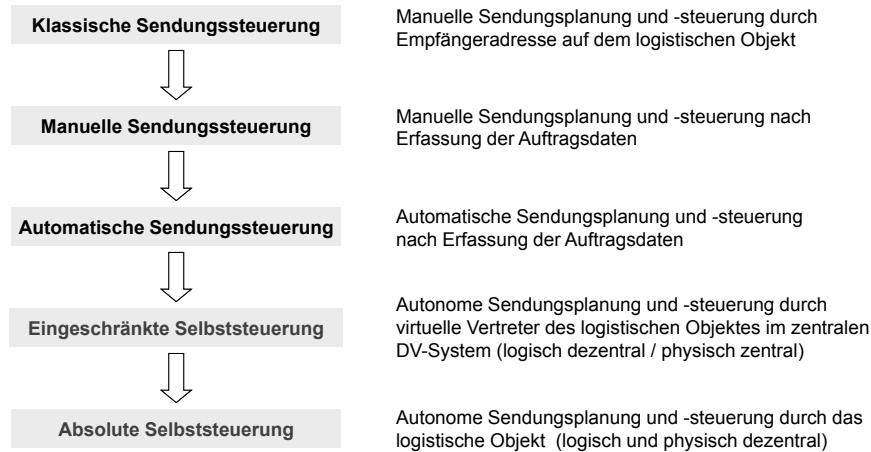 Klassische Sendungssteuerung
Manuelle Sendungsplanung und -steuerung durch
Empfängeradresse auf dem logistischen Objekt
Manuelle Sendungssteuerung
Manuelle Sendungsplanung und -steuerung nach
Erfassung der Auftragsdaten
Automatische Sendungssteuerung
Automatische Sendungsplanung und -steuerung
nach Erfassung der Auftragsdaten
Eingeschränkte Selbststeuerung
Autonome Sendungsplanung und -steuerung durch
virtuelle Vertreter des logistischen Objektes im zentralen
DV-System (logisch dezentral / physisch zentral)
Absolute Selbststeuerung
Autonome Sendungsplanung und -steuerung durch das
logistische Objekt (logisch und physisch dezentral)